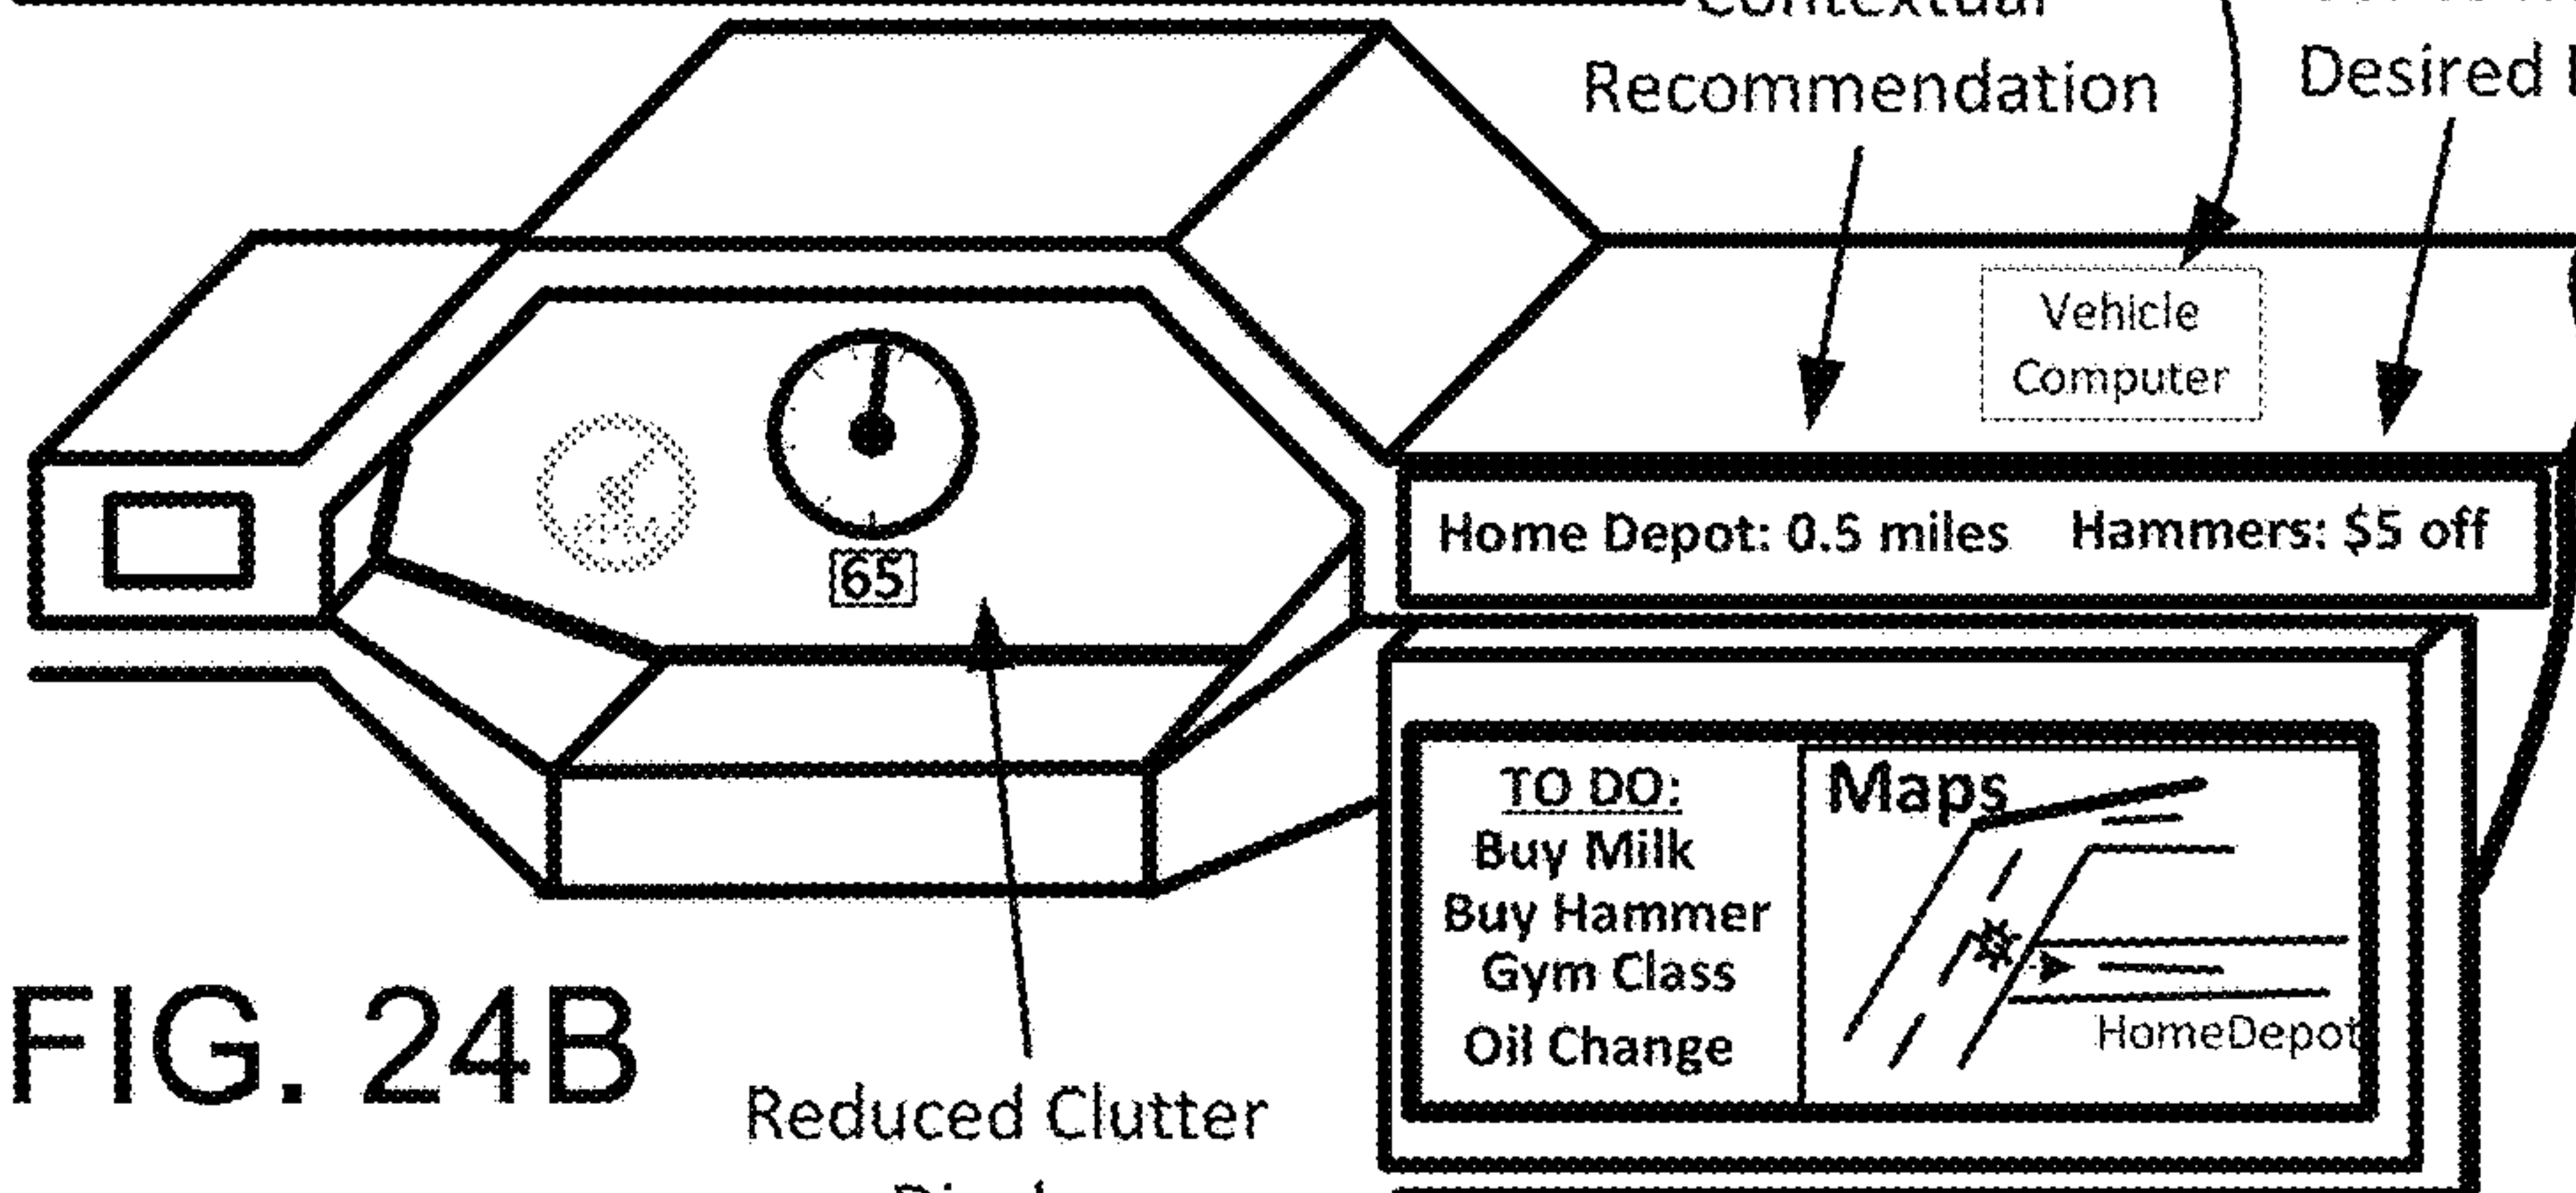 Contextual
Recommendation
Desired
Vehicle
Computer
65
Home Depot: 0.5 miles Hammers: $5 off
TO DO:
Buy Milk
Buy Hammer
Gym Class
Oil Change
Maps
HomeDepot
FIG. 24B
Reduced Clutter